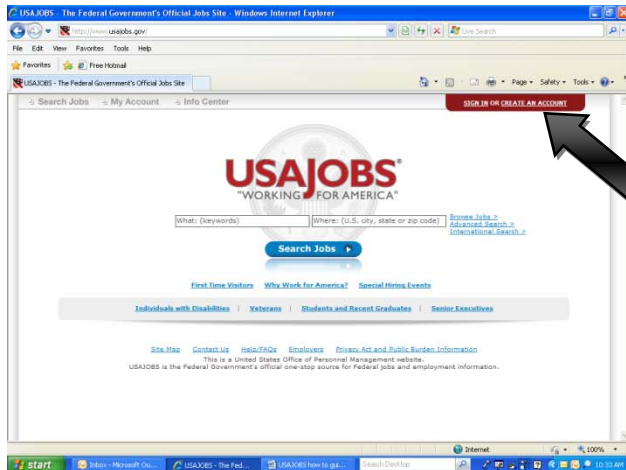 USAJOBS - The Federal Government's Official Jobs Site - Windows Internet Explorer
http://www.usajobs.gov/
Live Search
File Edit View Favorites Tools Help
Favorites Free Hotmail
USAJOBS - The Federal Government's Official Jobs Site
Page Safety Tools
Search Jobs My Account Info Center
SIGN IN OR CREATE AN ACCOUNT
USAJOBS
"WORKING FOR AMERICA"
What: (keywords) Where: (U.S. city, state or zip code)
Browse Jobs >
Advanced Search >
International Search >
Search Jobs
First Time Visitors Why Work for America? Special Hiring Events
Individuals with Disabilities | Veterans | Students and Recent Graduates | Senior Executives
Site Map Contact Us Help/FAQs Employers Privacy Act and Public Burden Information
This is a United States Office of Personnel Management website.
USAJOBS is the Federal Government's official one-stop source for Federal jobs and employment information.
Internet 100%
start Inbox - Microsoft Ou... USAJOBS - The Fed... USAJOBS how to gui... Search Desktop 10:33 AM